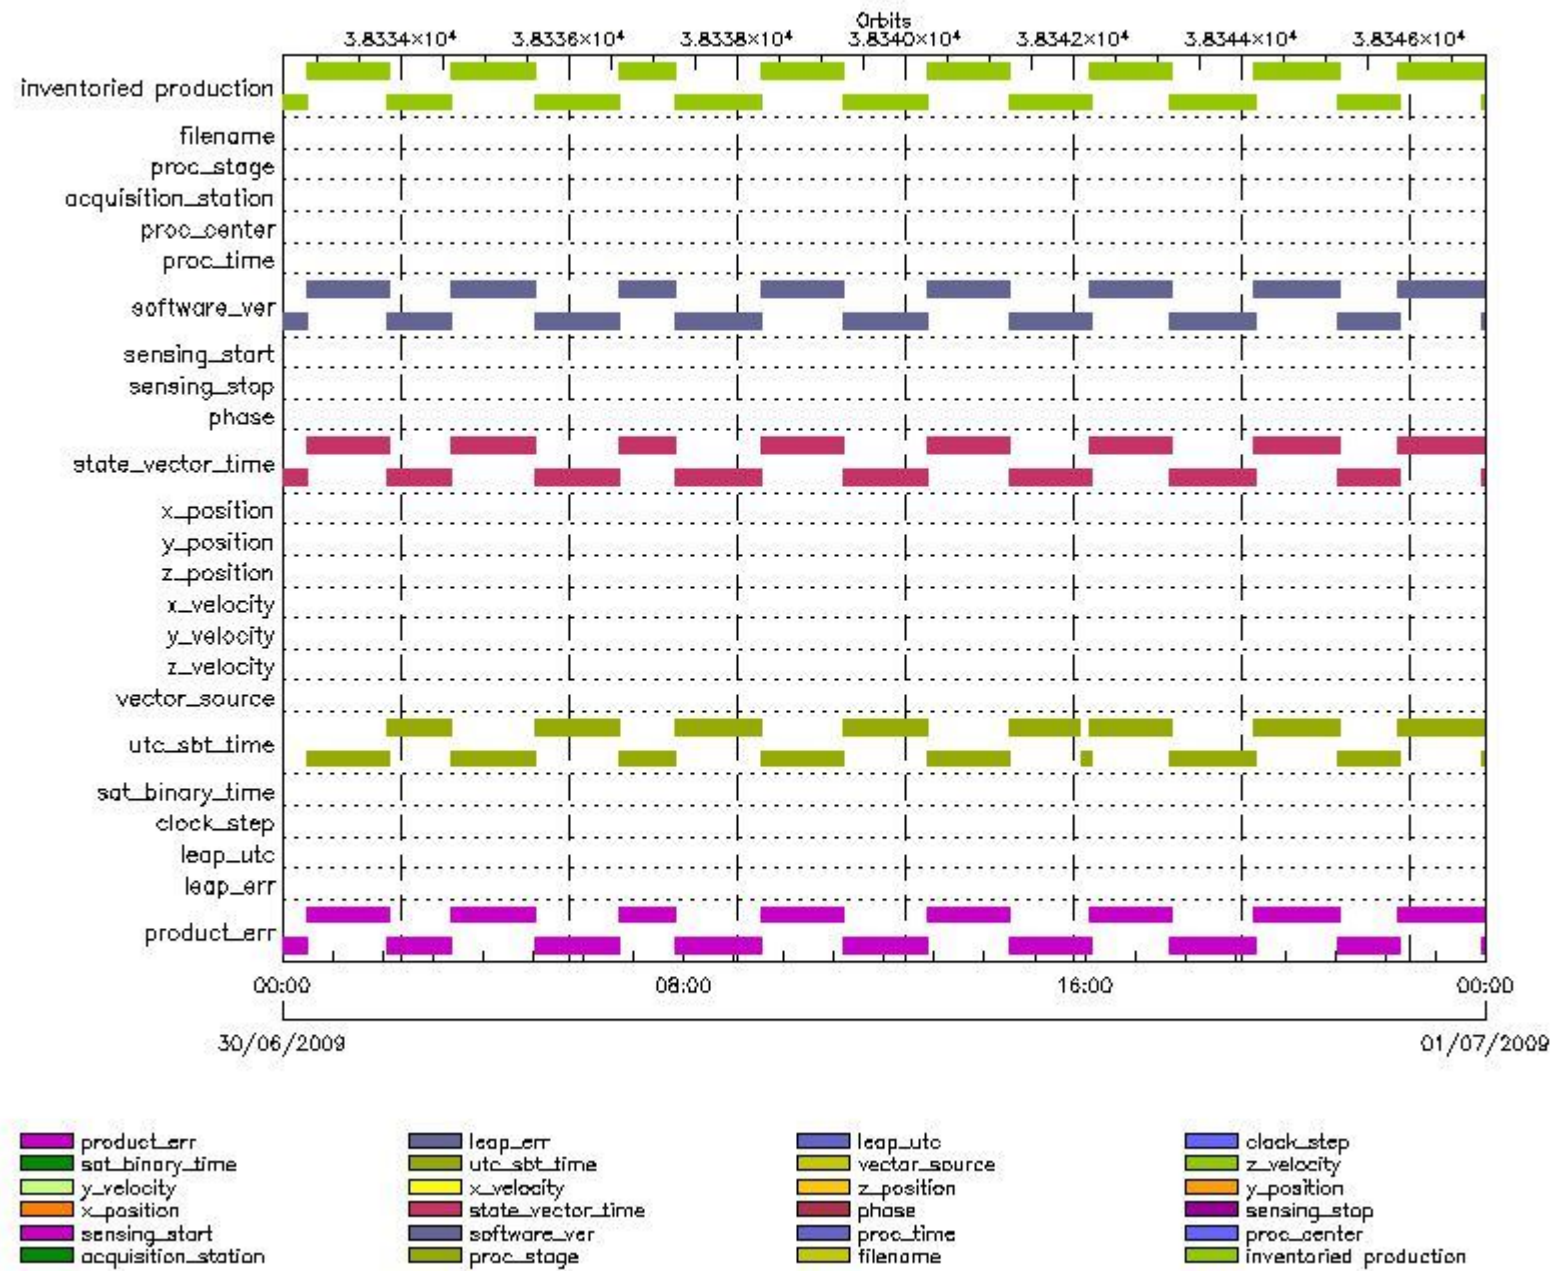 Orbits
3.8334×10⁴ 3.8336×10⁴ 3.8338×10⁴ 3.8340×10⁴ 3.8342×10⁴ 3.8344×10⁴ 3.8346×10⁴
inventoried production
filename
proc_stage
acquisition_station
proc_center
proc_time
software_ver
sensing_start
sensing_stop
phase
state_vector_time
x_position
y_position
z_position
x_velocity
y_velocity
z_velocity
vector_source
utc_sbt_time
sat_binary_time
clock_step
leap_utc
leap_err
product_err
00:00 08:00 16:00 00:00
30/06/2009 01/07/2009
product_err leap_err leap_utc clock_step
sat_binary_time utc_sbt_time vector_source z_velocity
y_velocity x_velocity z_position y_position
x_position state_vector_time phase sensing_stop
sensing_start software_ver proc_time proc_center
acquisition_station proc_stage filename inventoried production